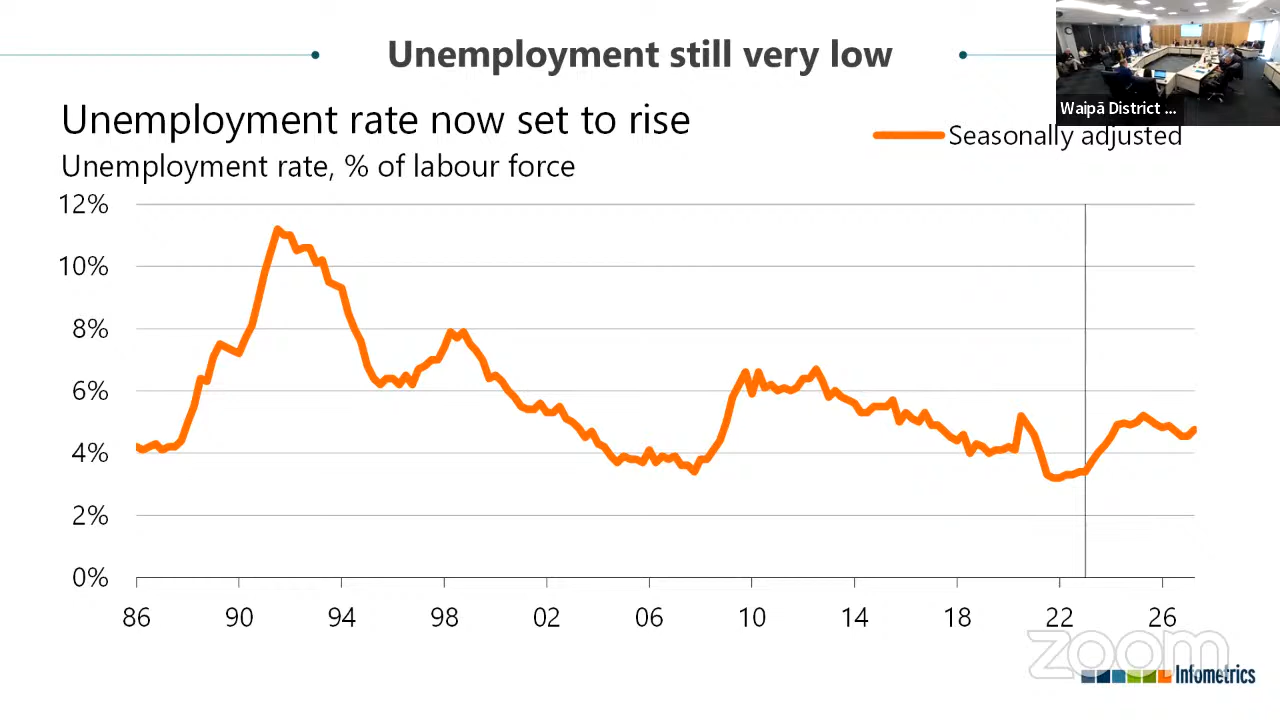 Unemployment still very low
Waipā District ...
Unemployment rate now set to rise
Seasonally adjusted
Unemployment rate, % of labour force
12%
10%
8%
6%
4%
2%
0%
86 90 94 98 02 06 10 14 18 22 26
zoom
Infometrics